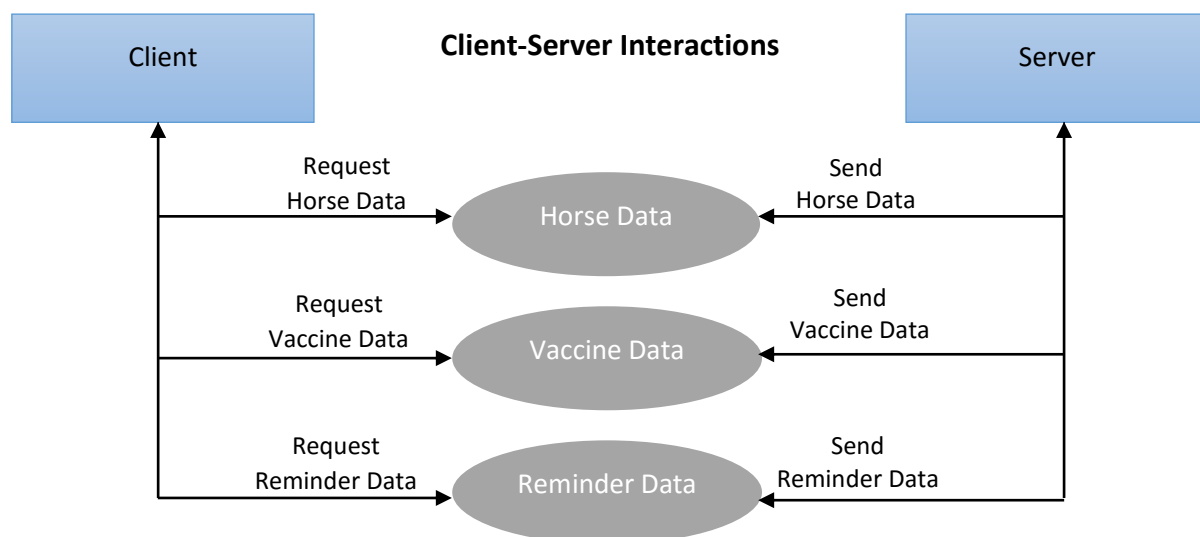 Client
Client-Server Interactions
Server
Request
Horse Data
Send
Horse Data
Horse Data
Request
Vaccine Data
Send
Vaccine Data
Vaccine Data
Request
Reminder Data
Send
Reminder Data
Reminder Data